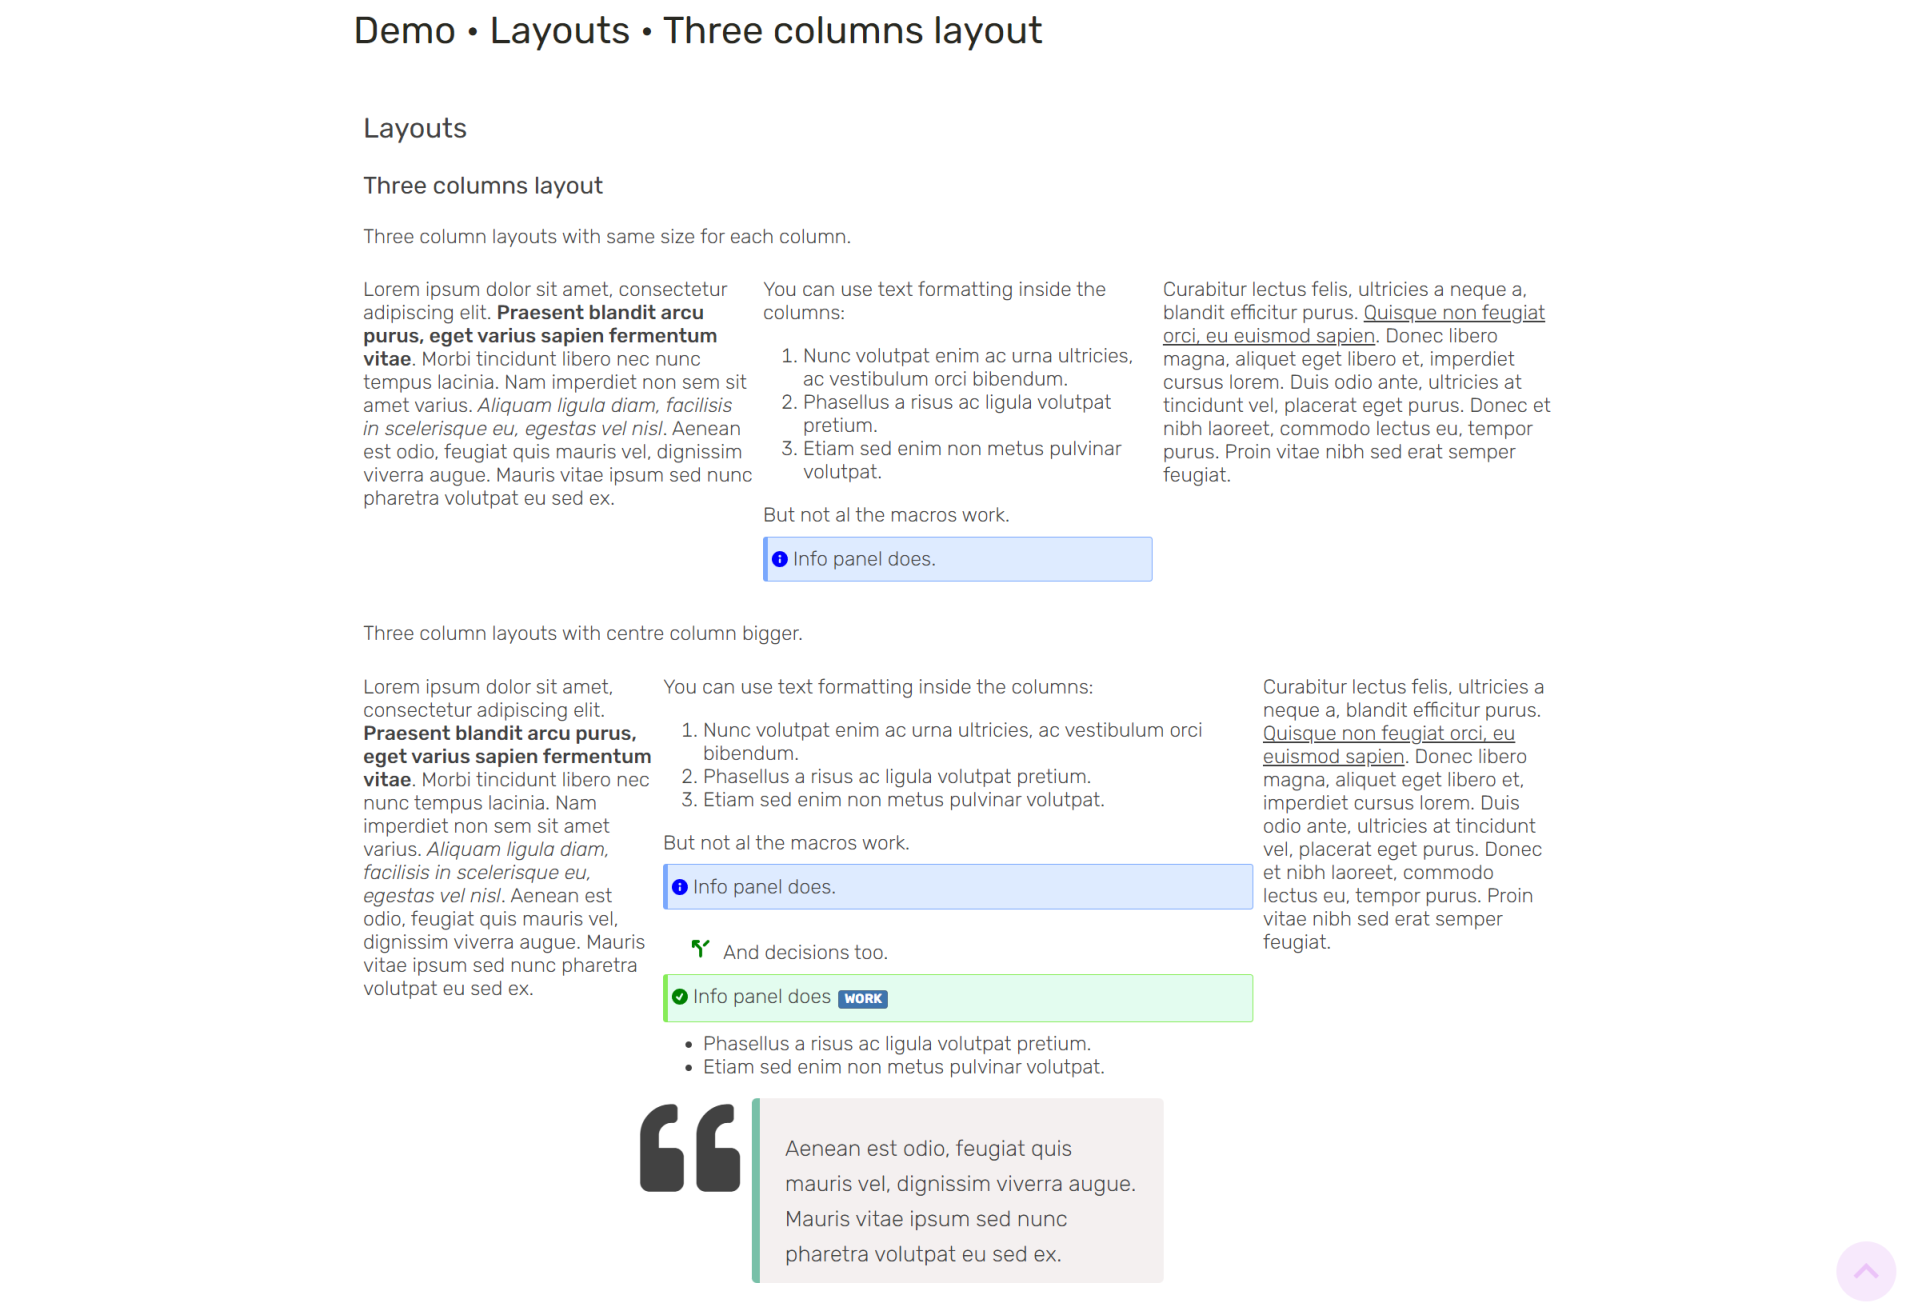 Demo • Layouts • Three columns layout
Layouts
Three columns layout
Three column layouts with same size for each column.
Lorem ipsum dolor sit amet, consectetur
adipiscing elit. Praesent blandit arcu
purus, eget varius sapien fermentum
vitae. Morbi tincidunt libero nec nunc
tempus lacinia. Nam imperdiet non sem sit
amet varius. Aliquam ligula diam, facilisis
in scelerisque eu, egestas vel nisl. Aenean
est odio, feugiat quis mauris vel, dignissim
viverra augue. Mauris vitae ipsum sed nunc
pharetra volutpat eu sed ex.
You can use text formatting inside the
columns:
1. Nunc volutpat enim ac urna ultricies,
ac vestibulum orci bibendum.
2. Phasellus a risus ac ligula volutpat
pretium.
3. Etiam sed enim non metus pulvinar
volutpat.
But not al the macros work.
Info panel does.
Curabitur lectus felis, ultricies a neque a,
blandit efficitur purus. Quisque non feugiat
orci, eu euismod sapien. Donec libero
magna, aliquet eget libero et, imperdiet
cursus lorem. Duis odio ante, ultricies at
tincidunt vel, placerat eget purus. Donec et
nibh laoreet, commodo lectus eu, tempor
purus. Proin vitae nibh sed erat semper
feugiat.
Three column layouts with centre column bigger.
Lorem ipsum dolor sit amet,
consectetur adipiscing elit.
Praesent blandit arcu purus,
eget varius sapien fermentum
vitae. Morbi tincidunt libero nec
nunc tempus lacinia. Nam
imperdiet non sem sit amet
varius. Aliquam ligula diam,
facilisis in scelerisque eu,
egestas vel nisl. Aenean est
odio, feugiat quis mauris vel,
dignissim viverra augue. Mauris
vitae ipsum sed nunc pharetra
volutpat eu sed ex.
You can use text formatting inside the columns:
1. Nunc volutpat enim ac urna ultricies, ac vestibulum orci
bibendum.
2. Phasellus a risus ac ligula volutpat pretium.
3. Etiam sed enim non metus pulvinar volutpat.
But not al the macros work.
Info panel does.
And decisions too.
Info panel does WORK
• Phasellus a risus ac ligula volutpat pretium.
• Etiam sed enim non metus pulvinar volutpat.
Aenean est odio, feugiat quis
mauris vel, dignissim viverra augue.
Mauris vitae ipsum sed nunc
pharetra volutpat eu sed ex.
Curabitur lectus felis, ultricies a
neque a, blandit efficitur purus.
Quisque non feugiat orci, eu
euismod sapien. Donec libero
magna, aliquet eget libero et,
imperdiet cursus lorem. Duis
odio ante, ultricies at tincidunt
vel, placerat eget purus. Donec
et nibh laoreet, commodo
lectus eu, tempor purus. Proin
vitae nibh sed erat semper
feugiat.